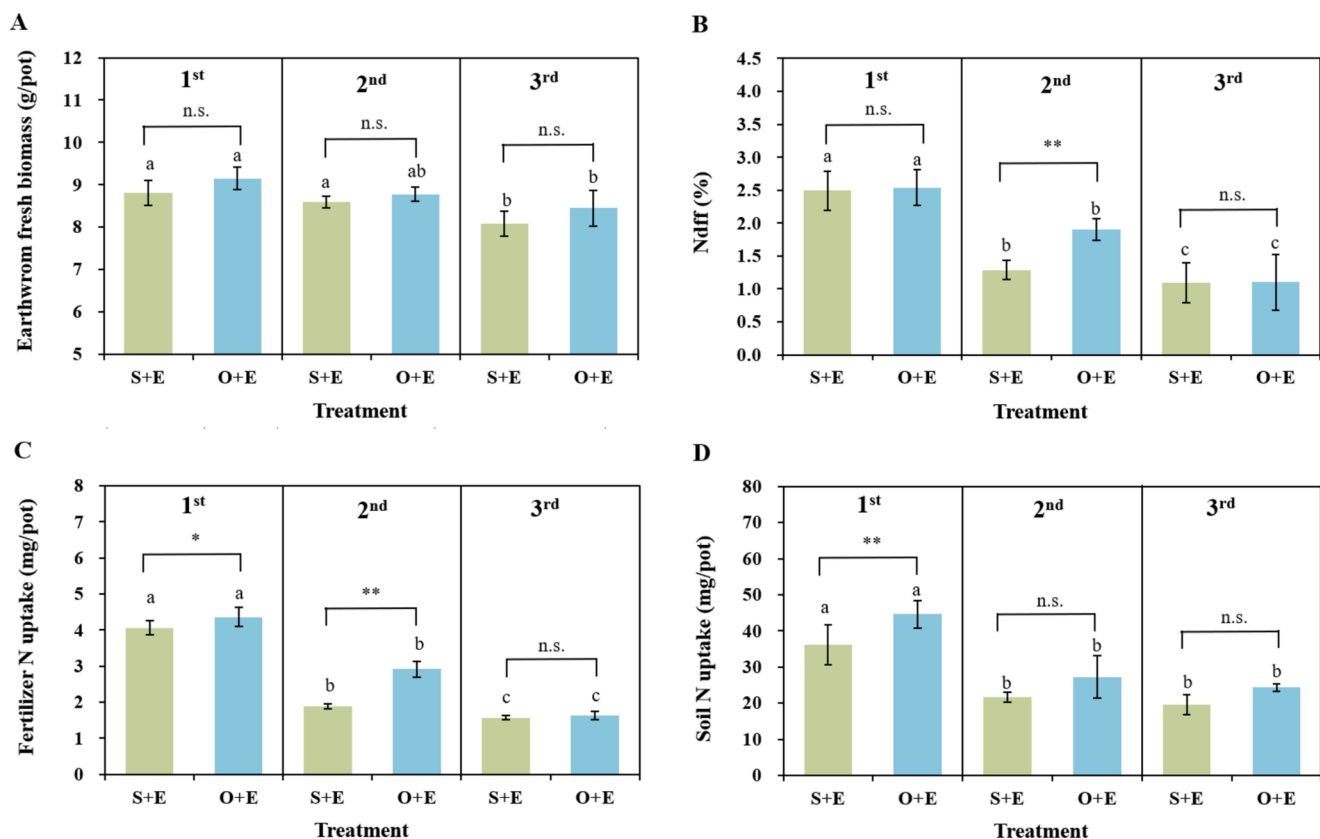 A
Earthwrom fresh biomass (g/pot)
12
11
10
9
8
7
6
5
1st
2nd
3rd
n.s.
n.s.
n.s.
a
a
a
ab
b
b
S+E
O+E
S+E
O+E
S+E
O+E
Treatment
B
Ndff (%)
4.5
4.0
3.5
3.0
2.5
2.0
1.5
1.0
0.5
0.0
1st
2nd
3rd
n.s.
**
n.s.
a
a
b
b
c
c
S+E
O+E
S+E
O+E
S+E
O+E
Treatment
C
Fertilizer N uptake (mg/pot)
8
7
6
5
4
3
2
1
0
1st
2nd
3rd
*
**
n.s.
a
a
b
b
c
c
S+E
O+E
S+E
O+E
S+E
O+E
Treatment
D
Soil N uptake (mg/pot)
80
70
60
50
40
30
20
10
0
1st
2nd
3rd
**
n.s.
n.s.
a
a
b
b
b
b
S+E
O+E
S+E
O+E
S+E
O+E
Treatment